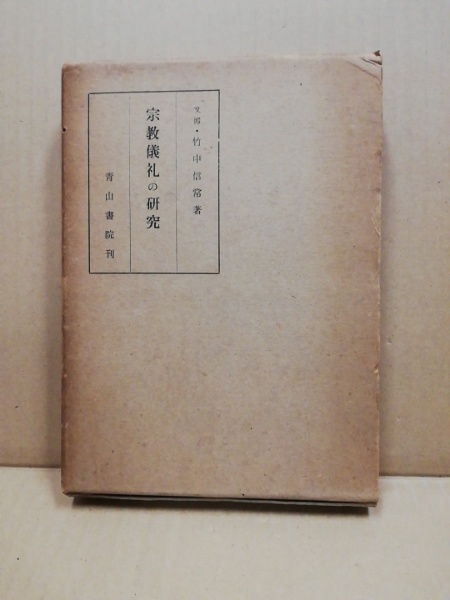 文博・竹中信常著
宗教儀礼の研究
青山書院刊